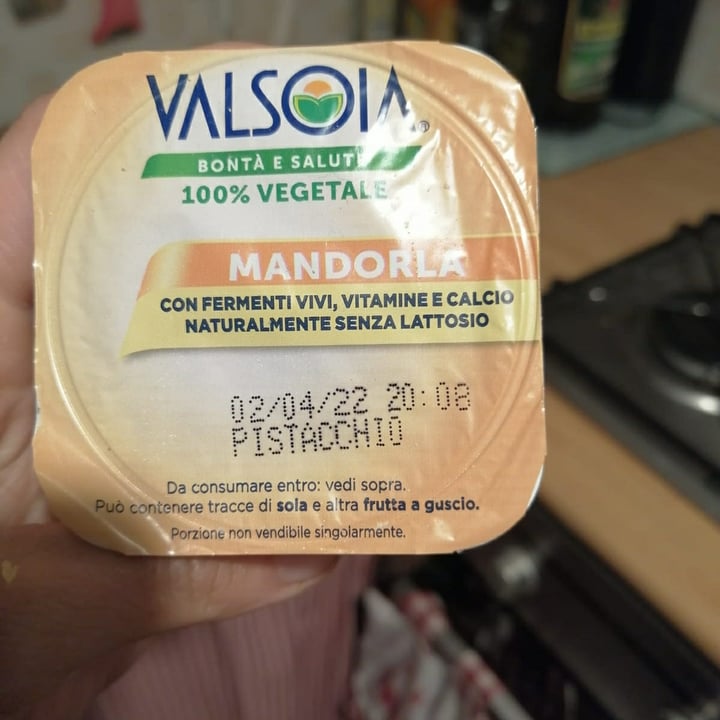 VALSOIA®
BONTÀ E SALUTE
100% VEGETALE
MANDORLA
CON FERMENTI VIVI, VITAMINE E CALCIO
NATURALMENTE SENZA LATTOSIO
02/04/22 20:08
PISTACCHIO
Da consumare entro: vedi sopra.
Può contenere tracce di sola e altra frutta a guscio.
Porzione non vendibile singolarmente.